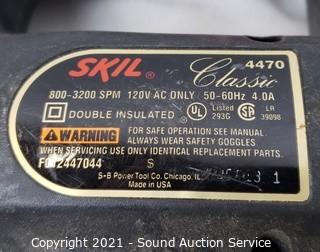 SKIL® Classic 4470
800-3200 SPM 120V AC ONLY 50-60Hz 4.0A
DOUBLE INSULATED UL Listed 293G LR 39098
WARNING FOR SAFE OPERATION SEE MANUAL
ALWAYS WEAR SAFETY GOGGLES
WHEN SERVICING USE ONLY IDENTICAL REPLACEMENT PARTS.
S
S-B Power Tool Co. Chicago, IL
Made in USA
Copyright 2021 - Sound Auction Service